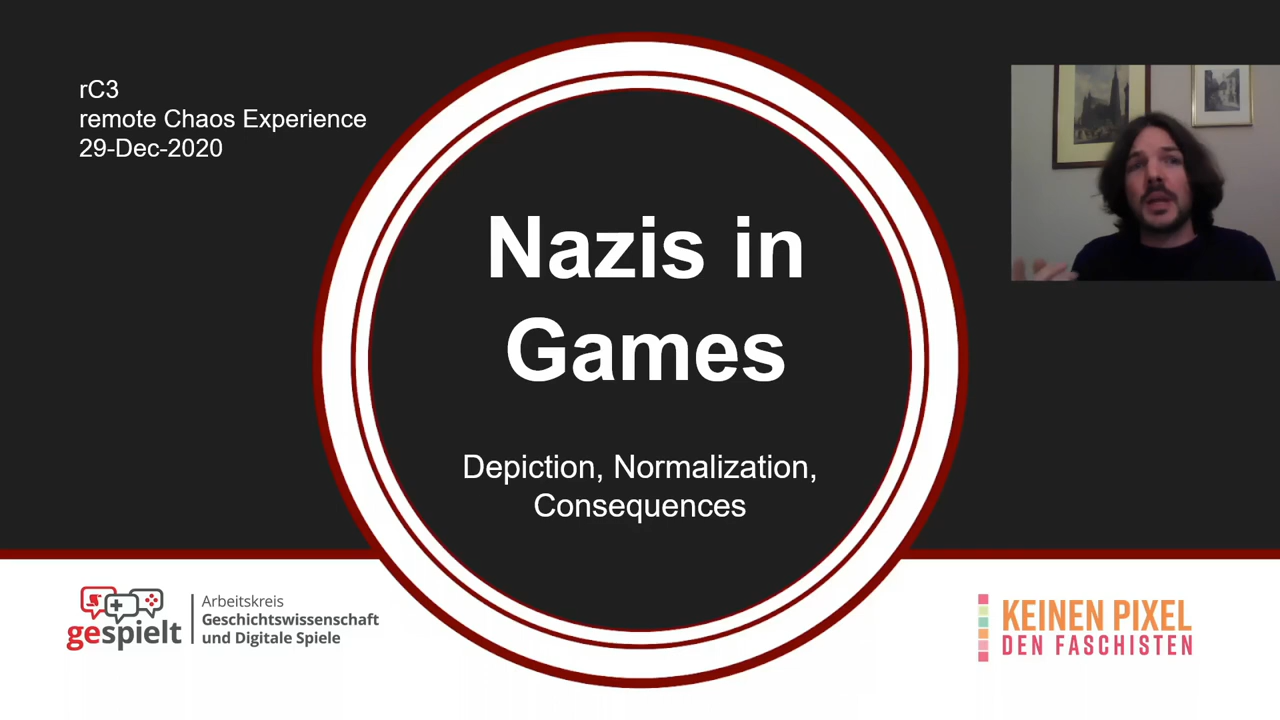 rC3
remote Chaos Experience
29-Dec-2020
Nazis in
Games
Depiction, Normalization,
Consequences
gespielt
Arbeitskreis
Geschichtswissenschaft
und Digitale Spiele
KEINEN PIXEL
DEN FASCHISTEN